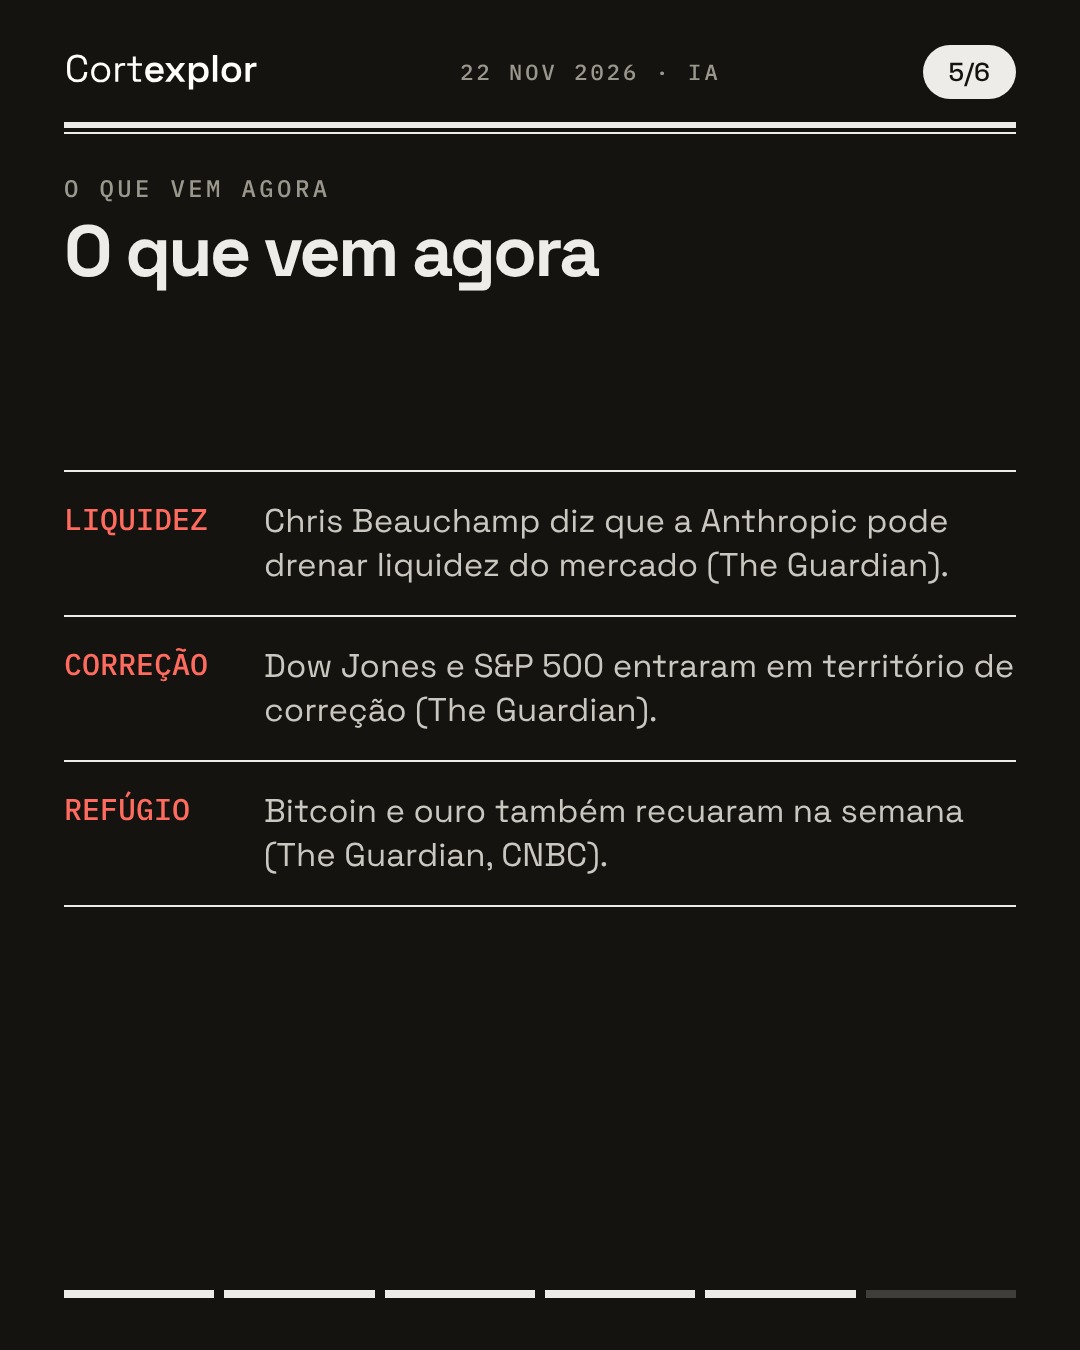 Cortexplor
22 NOV 2026 · IA
5/6
O QUE VEM AGORA
O que vem agora
LIQUIDEZ
Chris Beauchamp diz que a Anthropic pode
drenar liquidez do mercado (The Guardian).
CORREÇÃO
Dow Jones e S&P 500 entraram em território de
correção (The Guardian).
REFÚGIO
Bitcoin e ouro também recuaram na semana
(The Guardian, CNBC).